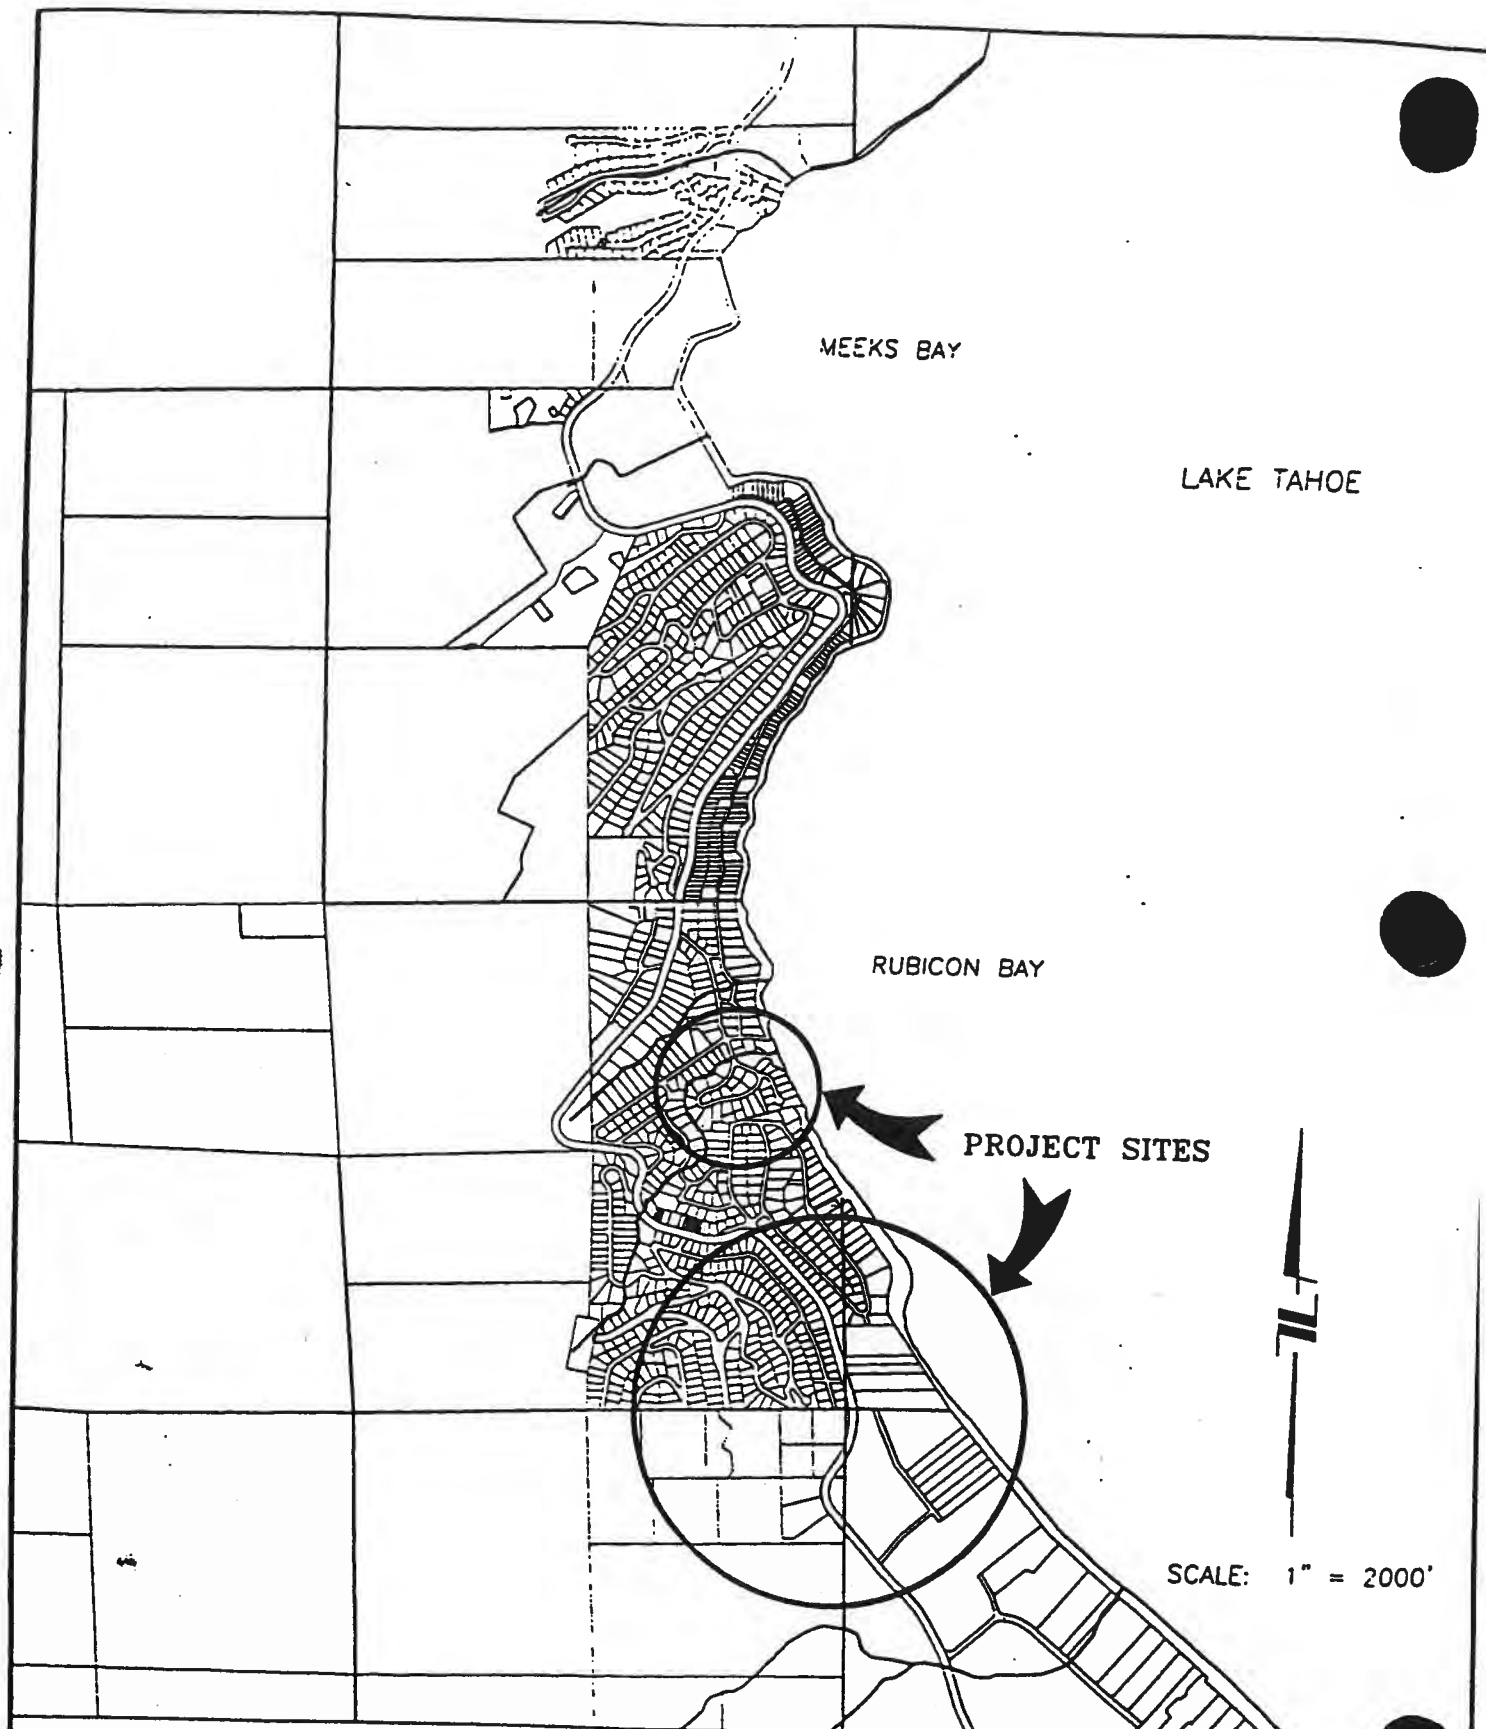 MEEKS BAY
LAKE TAHOE
RUBICON BAY
PROJECT SITES
SCALE: 1" = 2000'